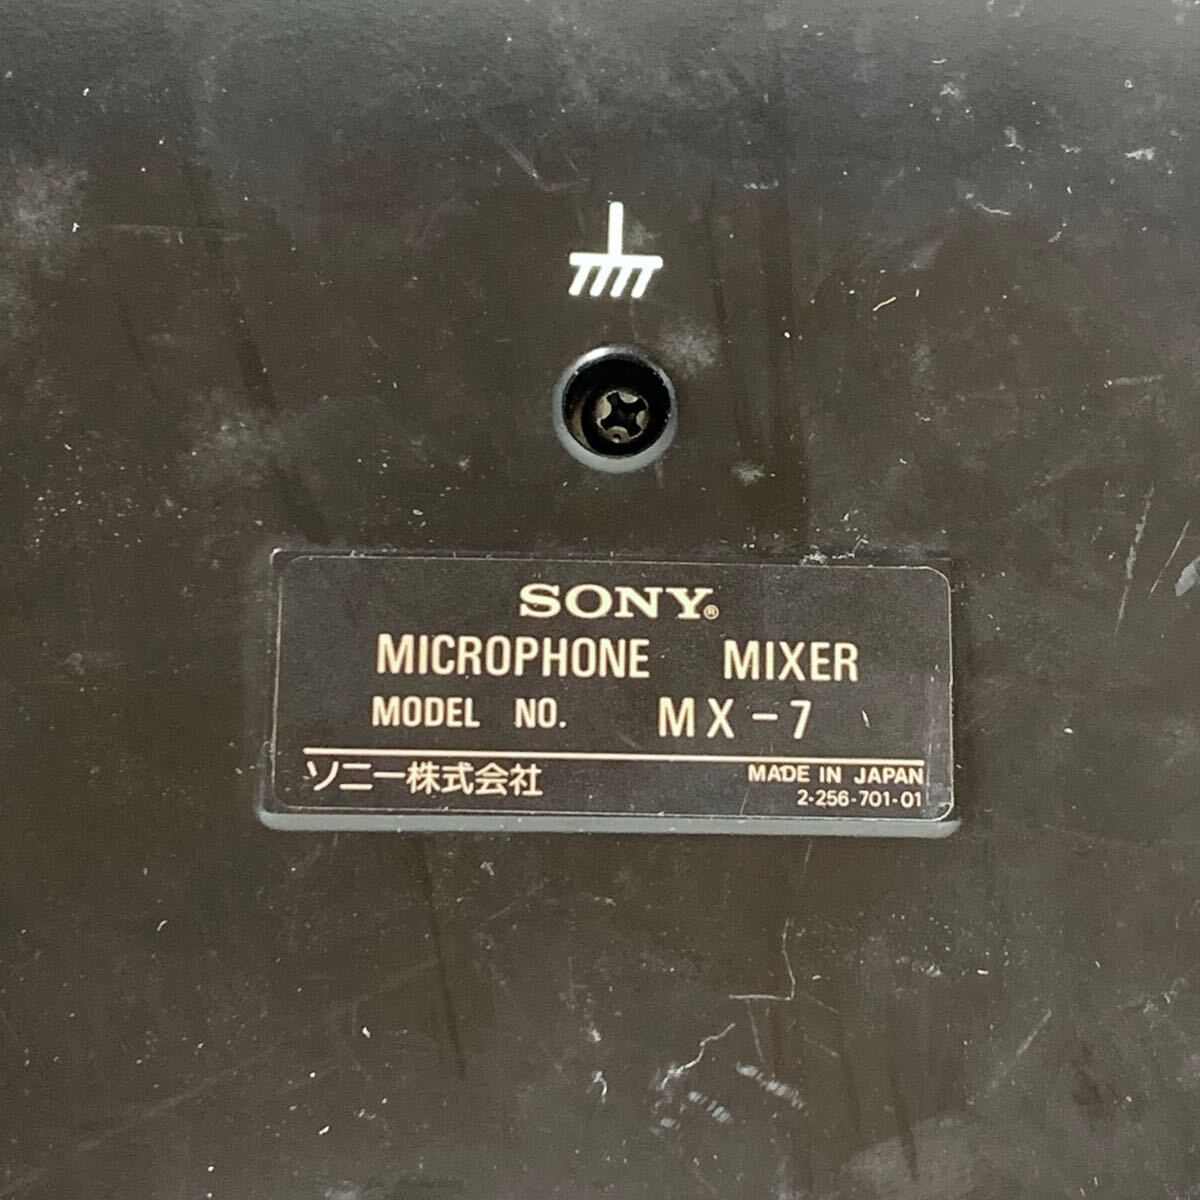 SONY®
MICROPHONE MIXER
MODEL NO. MX-7
ソニー株式会社
MADE IN JAPAN
2-256-701-01